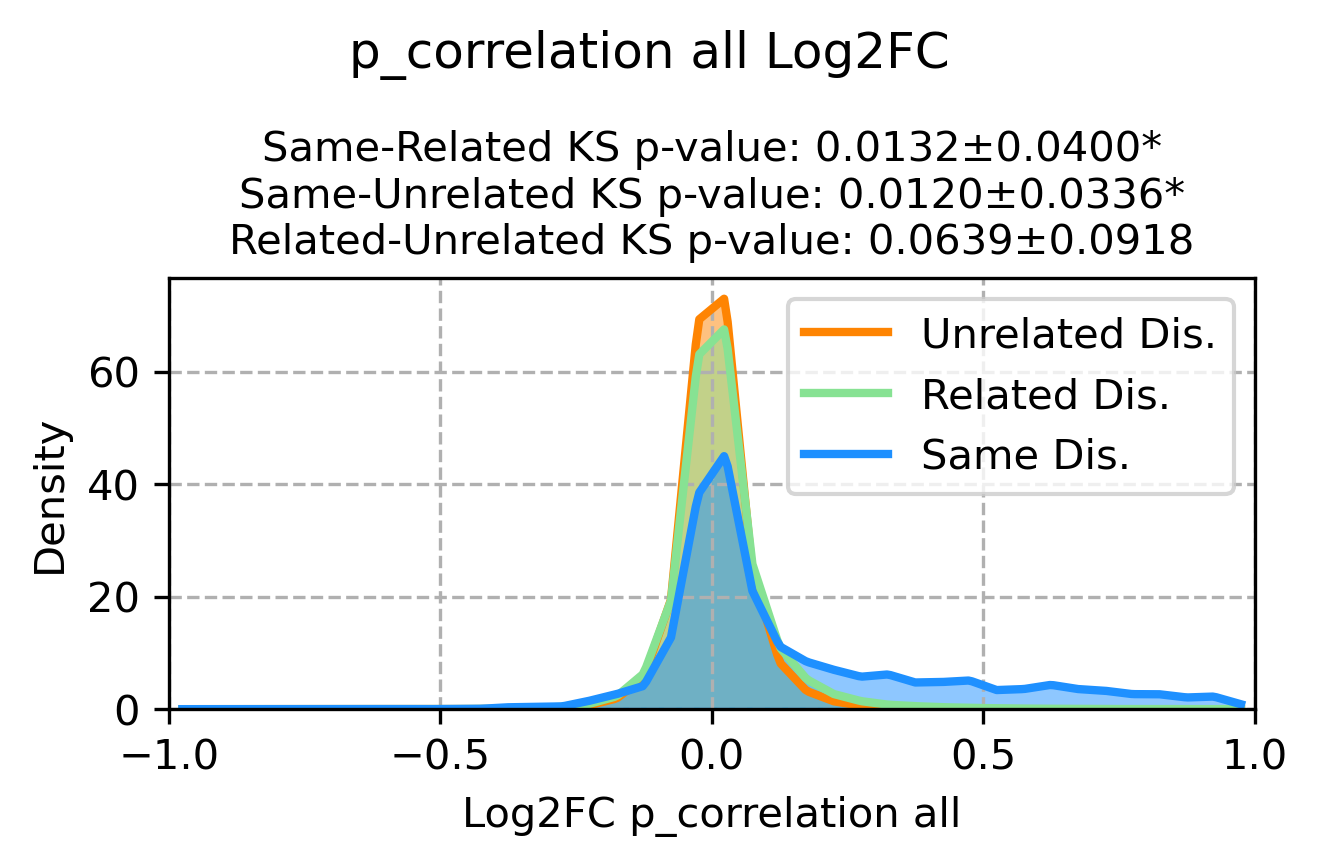 p_correlation all Log2FC
Same-Related KS p-value: 0.0132±0.0400*
Same-Unrelated KS p-value: 0.0120±0.0336*
Related-Unrelated KS p-value: 0.0639±0.0918
Unrelated Dis.
Related Dis.
Same Dis.
Density
60
40
20
0
−1.0
−0.5
0.0
0.5
1.0
Log2FC p_correlation all